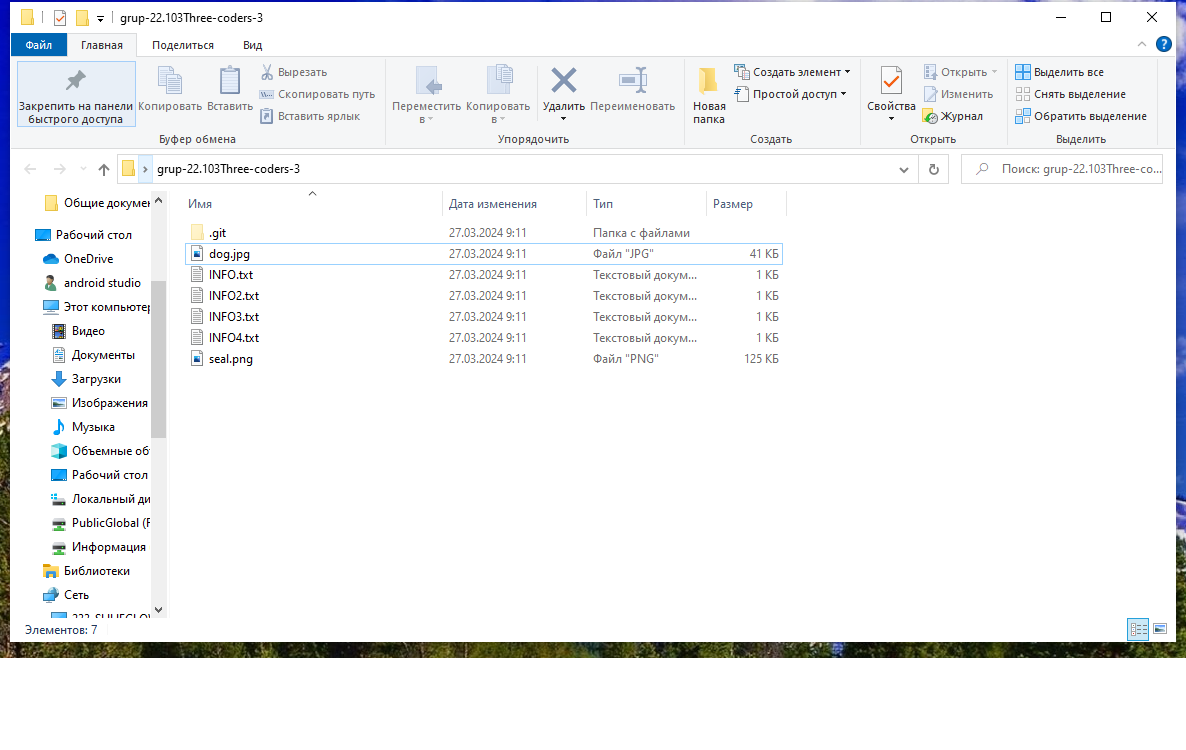 grup-22.103Three-coders-3
Файл Главная Поделиться Вид
Закрепить на панели быстрого доступа
Копировать
Вставить
Вырезать
Скопировать путь
Вставить ярлык
Буфер обмена
Переместить в
Копировать в
Удалить
Переименовать
Упорядочить
Новая папка
Создать элемент
Простой доступ
Создать
Свойства
Открыть
Изменить
Журнал
Открыть
Выделить все
Снять выделение
Обратить выделение
Выделить
grup-22.103Three-coders-3
Поиск: grup-22.103Three-co...
Общие докумен
Рабочий стол
OneDrive
android studio
Этот компьютер
Видео
Документы
Загрузки
Изображения
Музыка
Объемные об
Рабочий стол
Локальный ди
PublicGlobal (
Информация
Библиотеки
Сеть
Имя Дата изменения Тип Размер
.git 27.03.2024 9:11 Папка с файлами
dog.jpg 27.03.2024 9:11 Файл "JPG" 41 КБ
INFO.txt 27.03.2024 9:11 Текстовый докум... 1 КБ
INFO2.txt 27.03.2024 9:11 Текстовый докум... 1 КБ
INFO3.txt 27.03.2024 9:11 Текстовый докум... 1 КБ
INFO4.txt 27.03.2024 9:11 Текстовый докум... 1 КБ
seal.png 27.03.2024 9:11 Файл "PNG" 125 КБ
Элементов: 7